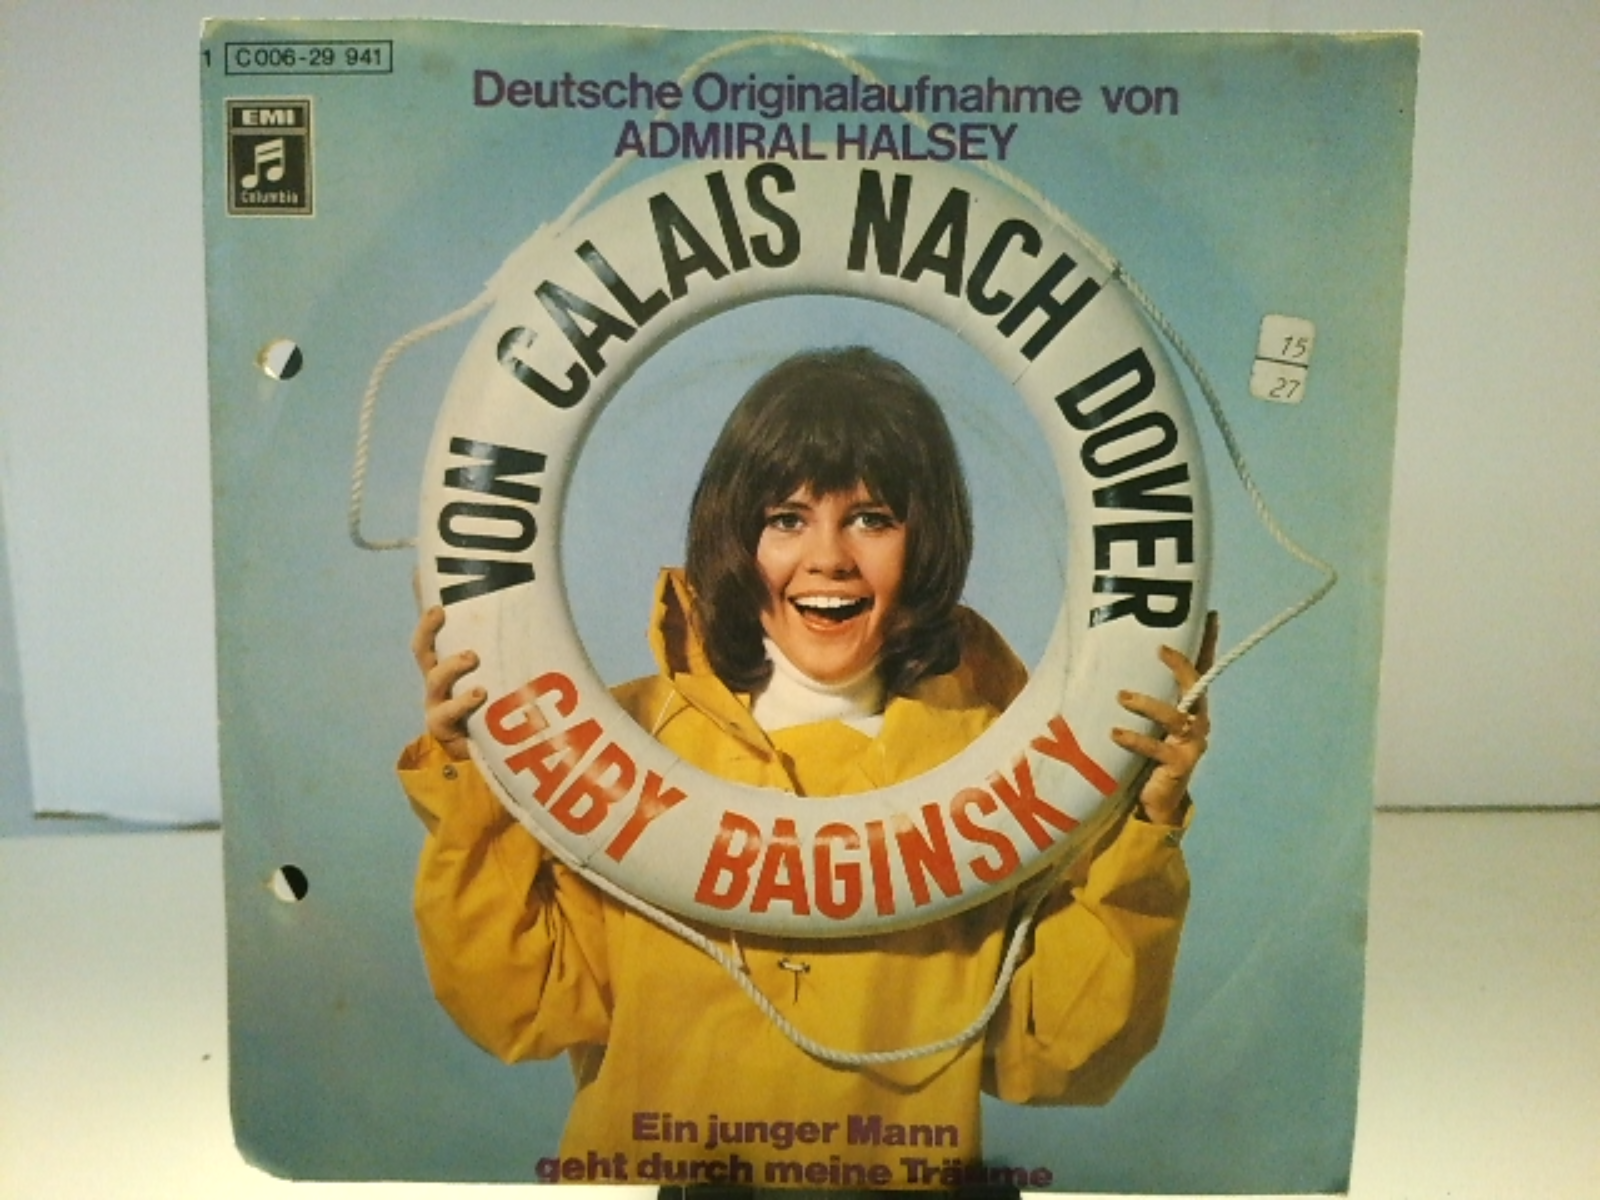 1 C 006-29 941
EMI
Columbia
Deutsche Originalaufnahme von
ADMIRAL HALSEY
VON CALAIS NACH DOVER
GABY BAGINSKY
15
27
Ein junger Mann
geht durch meine Träume